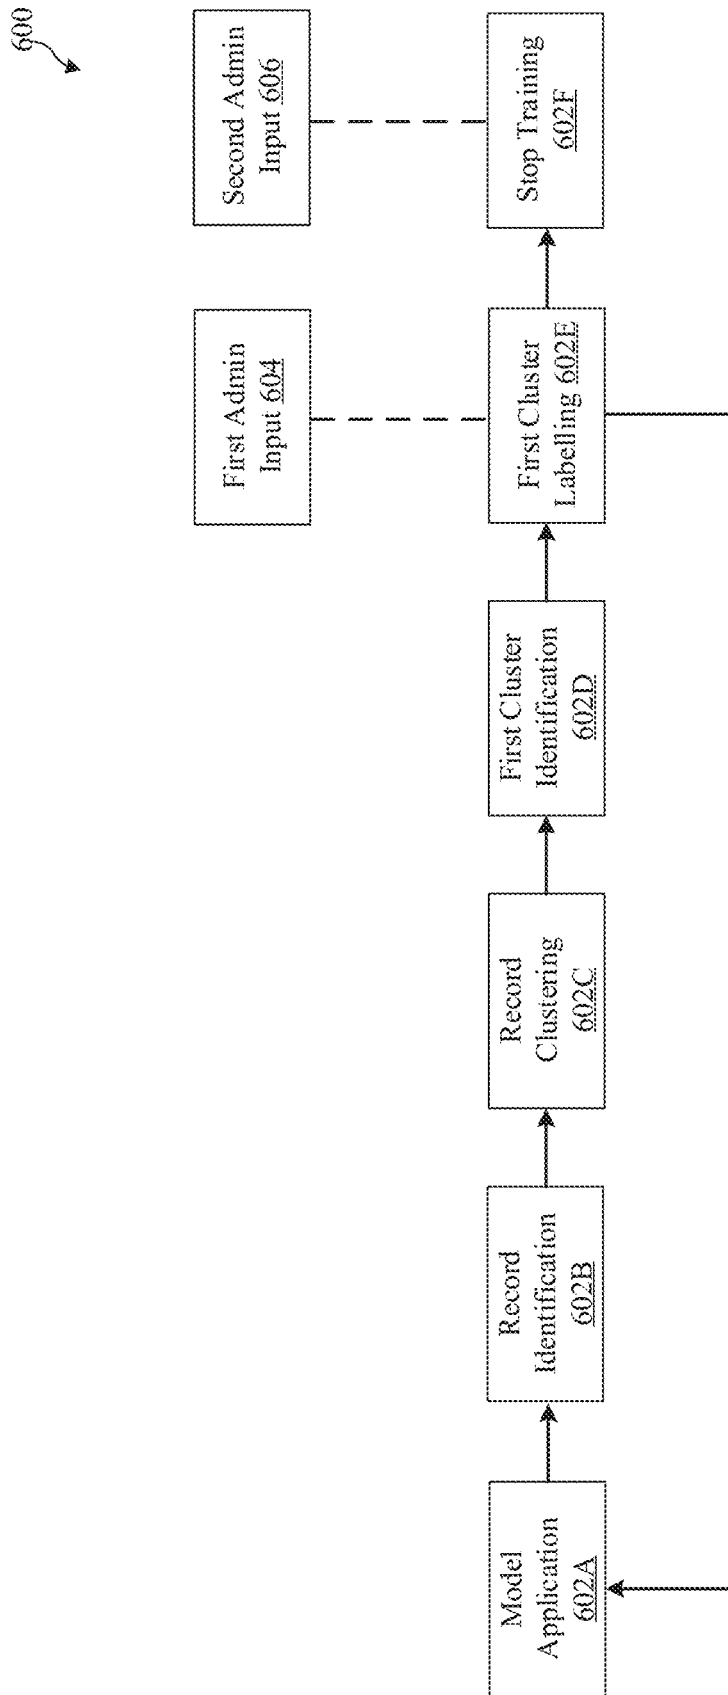 600
First Admin
Input 604
Second Admin
Input 606
Model
Application
602A
Record
Identification
602B
Record
Clustering
602C
First Cluster
Identification
602D
First Cluster
Labelling 602E
Stop Training
602F